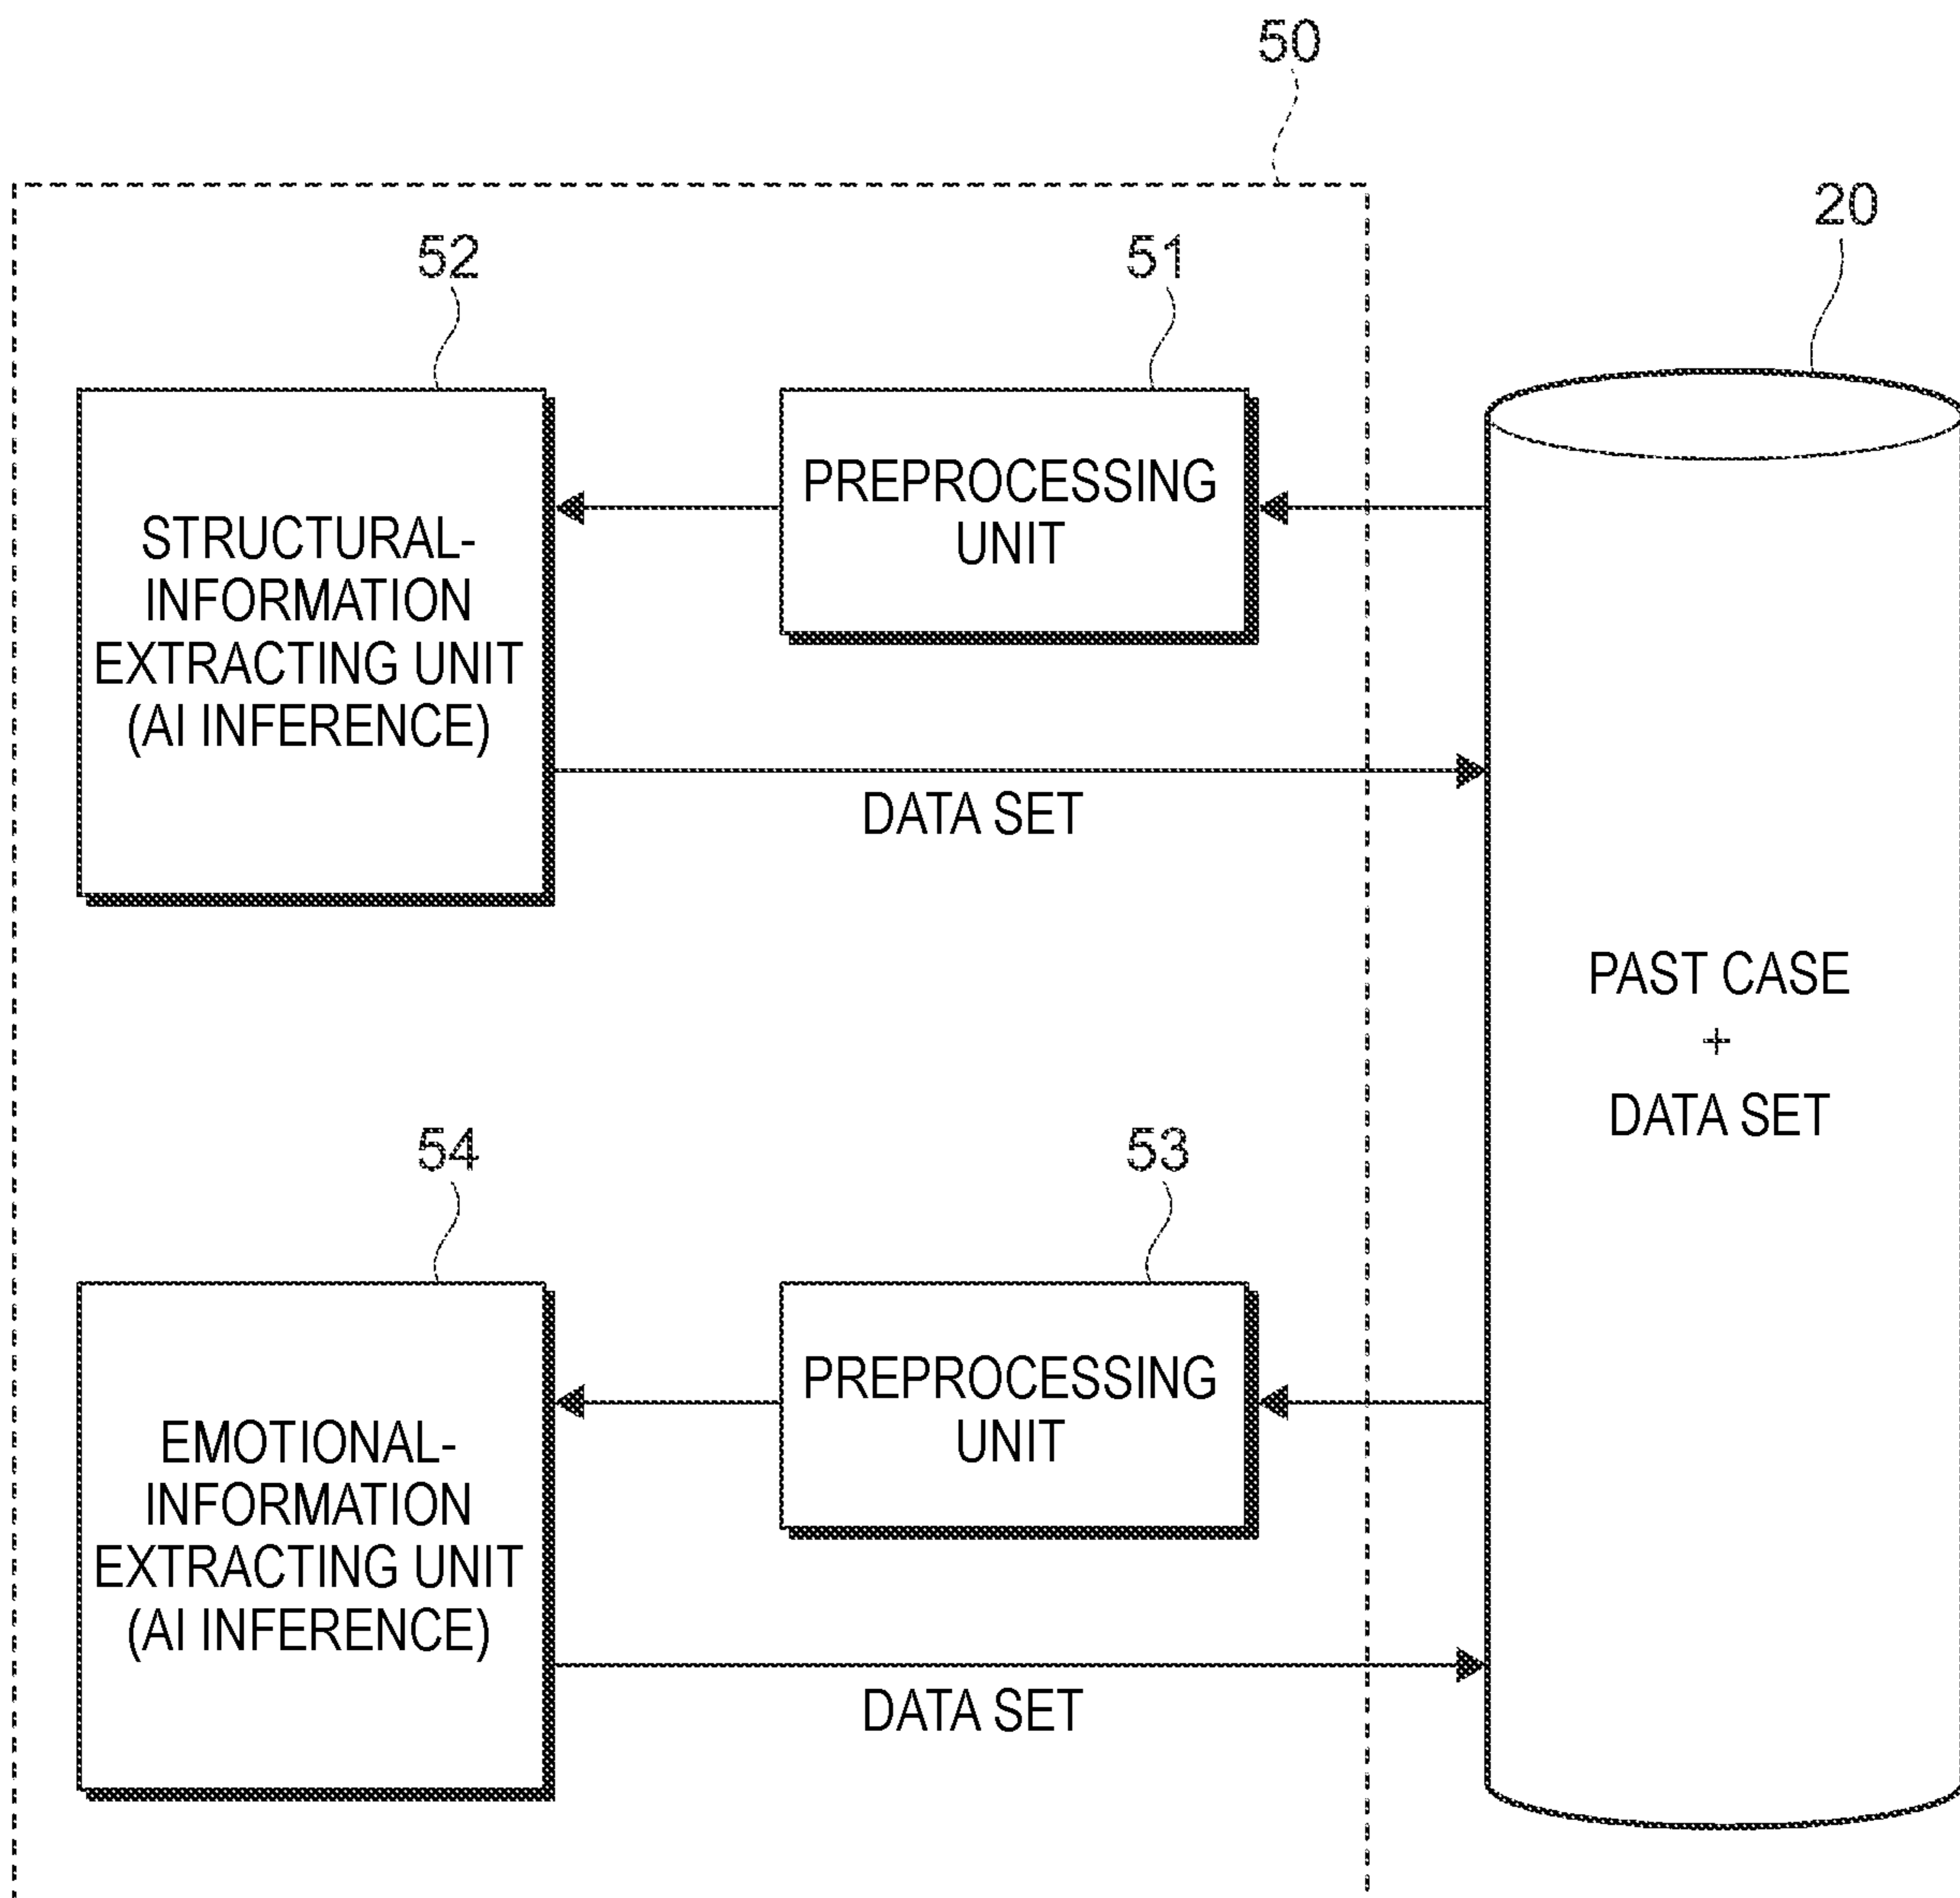 50
20
52
51
STRUCTURAL-
INFORMATION
EXTRACTING UNIT
(AI INFERENCE)
PREPROCESSING
UNIT
DATA SET
PAST CASE
+
DATA SET
54
53
EMOTIONAL-
INFORMATION
EXTRACTING UNIT
(AI INFERENCE)
PREPROCESSING
UNIT
DATA SET